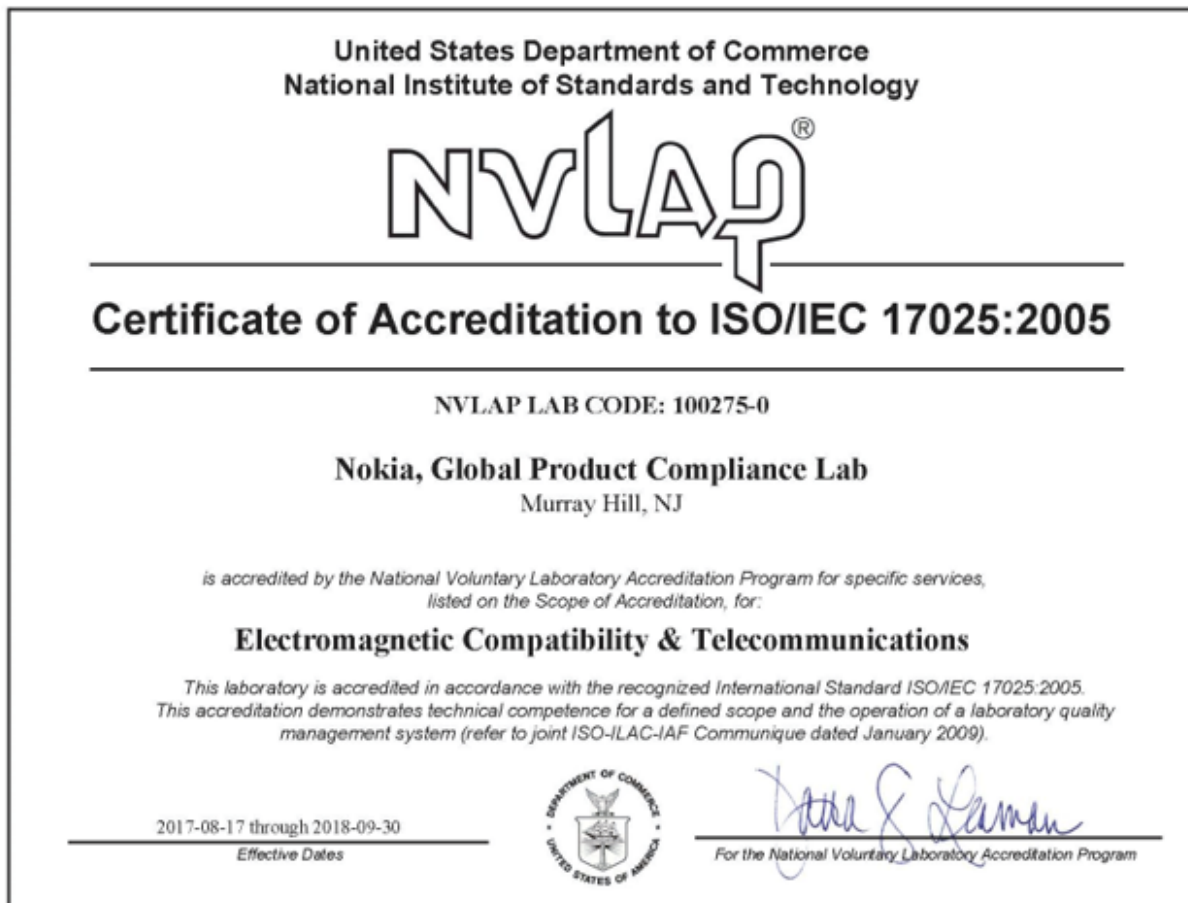 United States Department of Commerce
National Institute of Standards and Technology
NVLAP®
Certificate of Accreditation to ISO/IEC 17025:2005
NVLAP LAB CODE: 100275-0
Nokia, Global Product Compliance Lab
Murray Hill, NJ
is accredited by the National Voluntary Laboratory Accreditation Program for specific services,
listed on the Scope of Accreditation, for:
Electromagnetic Compatibility & Telecommunications
This laboratory is accredited in accordance with the recognized International Standard ISO/IEC 17025:2005.
This accreditation demonstrates technical competence for a defined scope and the operation of a laboratory quality
management system (refer to joint ISO-ILAC-IAF Communique dated January 2009).
2017-08-17 through 2018-09-30
Effective Dates
DEPARTMENT OF COMMERCE
UNITED STATES OF AMERICA
For the National Voluntary Laboratory Accreditation Program